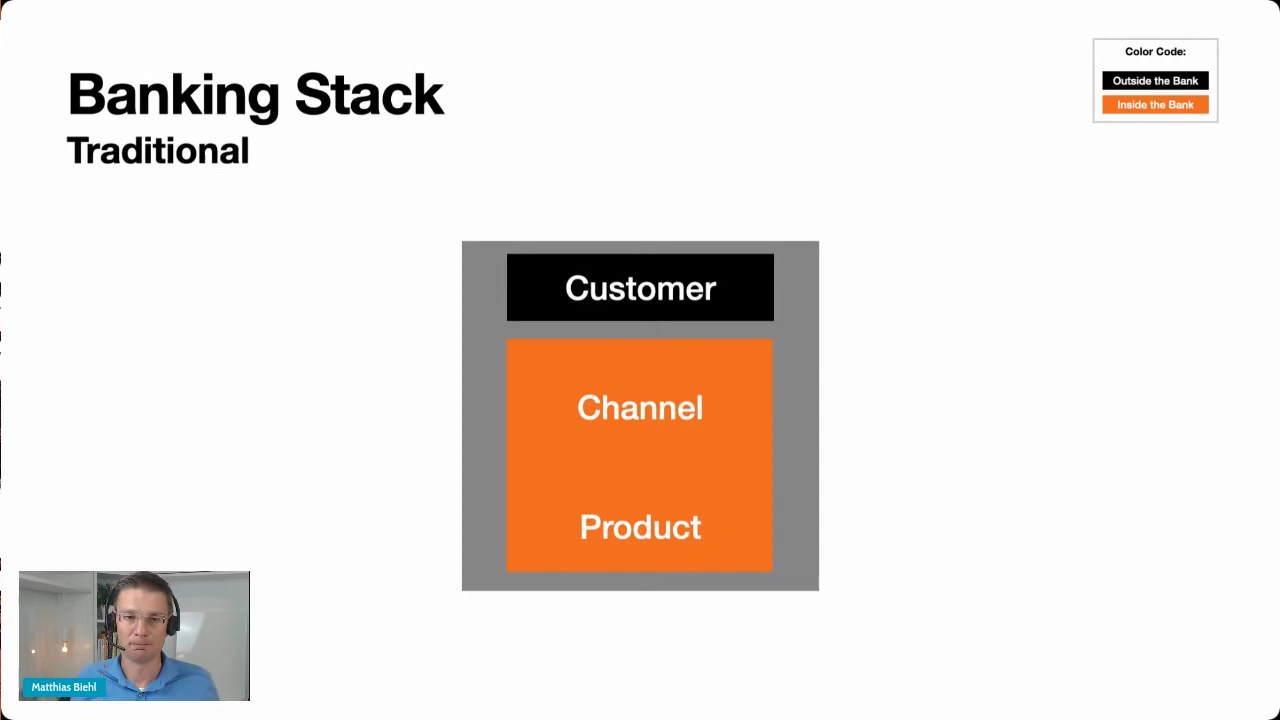 Banking Stack
Traditional
Color Code:
Outside the Bank
Inside the Bank
Customer
Channel
Product
Matthias Biehl